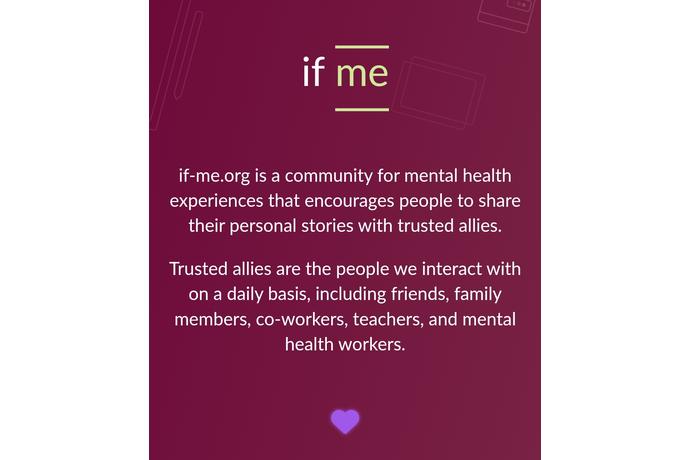 if me
if-me.org is a community for mental health
experiences that encourages people to share
their personal stories with trusted allies.
Trusted allies are the people we interact with
on a daily basis, including friends, family
members, co-workers, teachers, and mental
health workers.